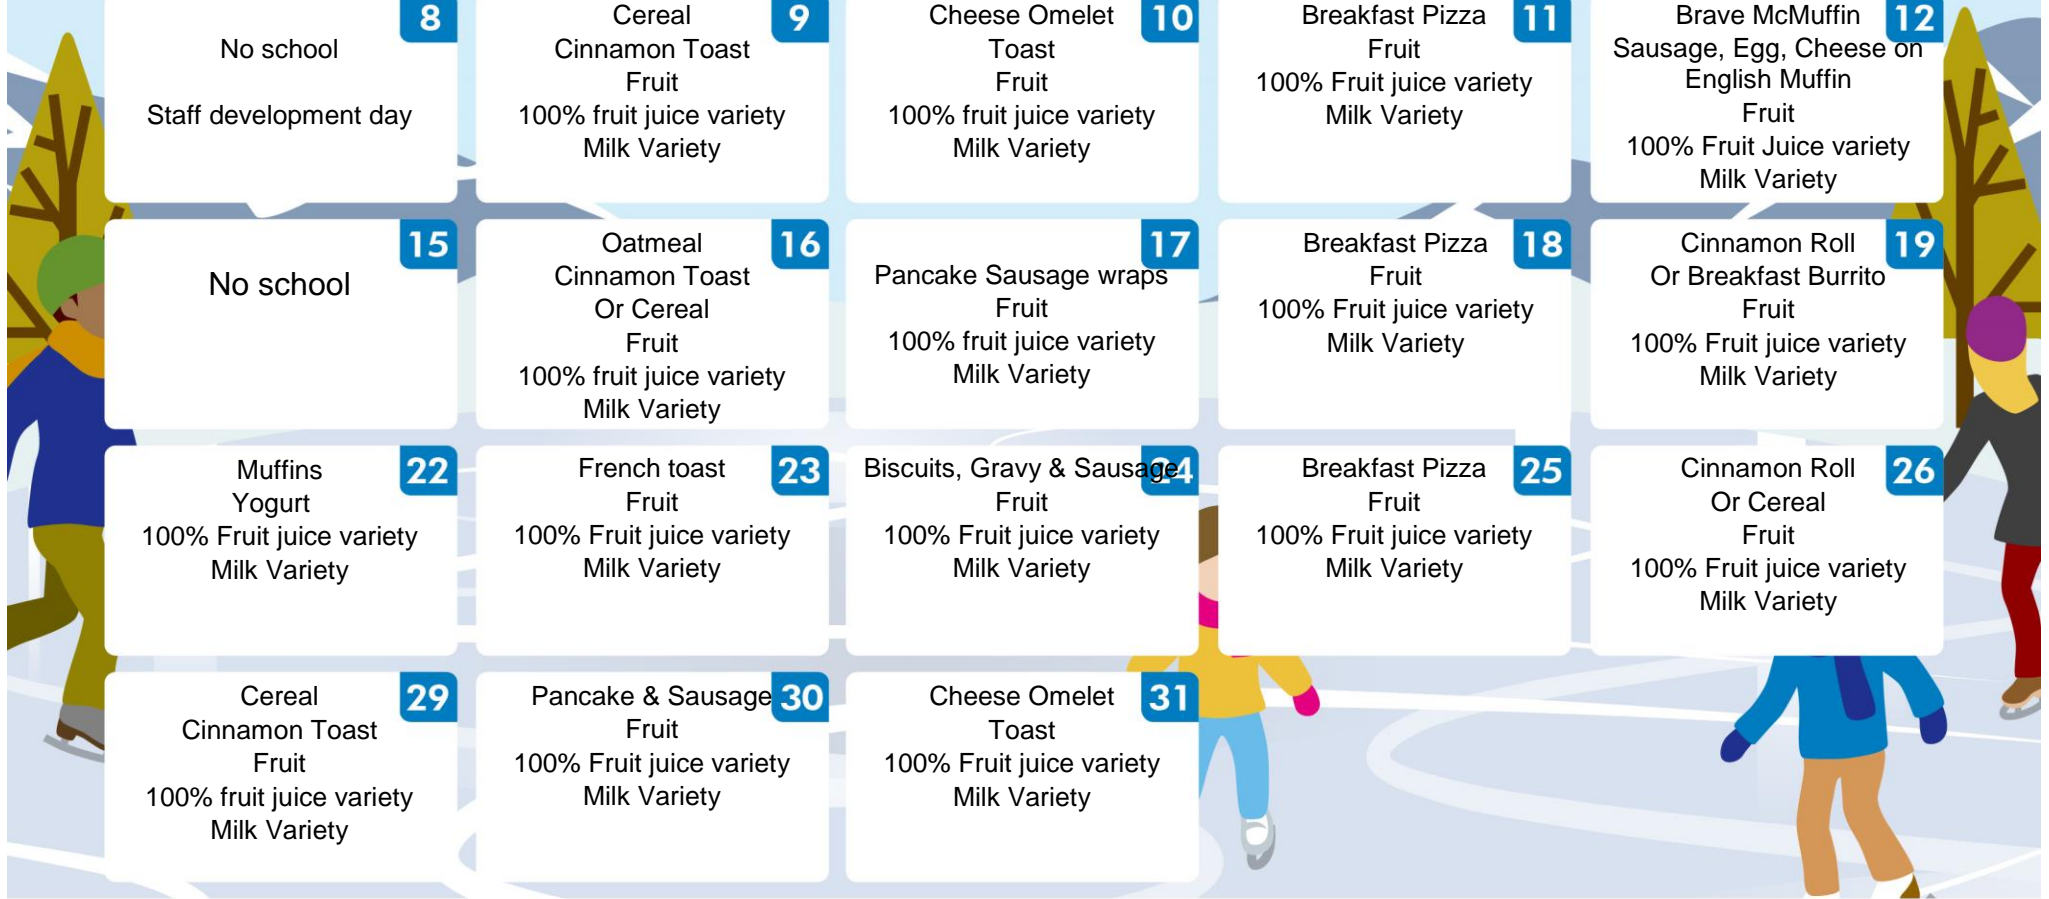 8
No school
Staff development day
9
Cereal
Cinnamon Toast
Fruit
100% fruit juice variety
Milk Variety
10
Cheese Omelet
Toast
Fruit
100% fruit juice variety
Milk Variety
11
Breakfast Pizza
Fruit
100% Fruit juice variety
Milk Variety
12
Brave McMuffin
Sausage, Egg, Cheese on
English Muffin
Fruit
100% Fruit Juice variety
Milk Variety
15
No school
16
Oatmeal
Cinnamon Toast
Or Cereal
Fruit
100% fruit juice variety
Milk Variety
17
Pancake Sausage wraps
Fruit
100% fruit juice variety
Milk Variety
18
Breakfast Pizza
Fruit
100% Fruit juice variety
Milk Variety
19
Cinnamon Roll
Or Breakfast Burrito
Fruit
100% Fruit juice variety
Milk Variety
22
Muffins
Yogurt
100% Fruit juice variety
Milk Variety
23
French toast
Fruit
100% Fruit juice variety
Milk Variety
24
Biscuits, Gravy & Sausage
Fruit
100% Fruit juice variety
Milk Variety
25
Breakfast Pizza
Fruit
100% Fruit juice variety
Milk Variety
26
Cinnamon Roll
Or Cereal
Fruit
100% Fruit juice variety
Milk Variety
29
Cereal
Cinnamon Toast
Fruit
100% fruit juice variety
Milk Variety
30
Pancake & Sausage
Fruit
100% Fruit juice variety
Milk Variety
31
Cheese Omelet
Toast
100% Fruit juice variety
Milk Variety